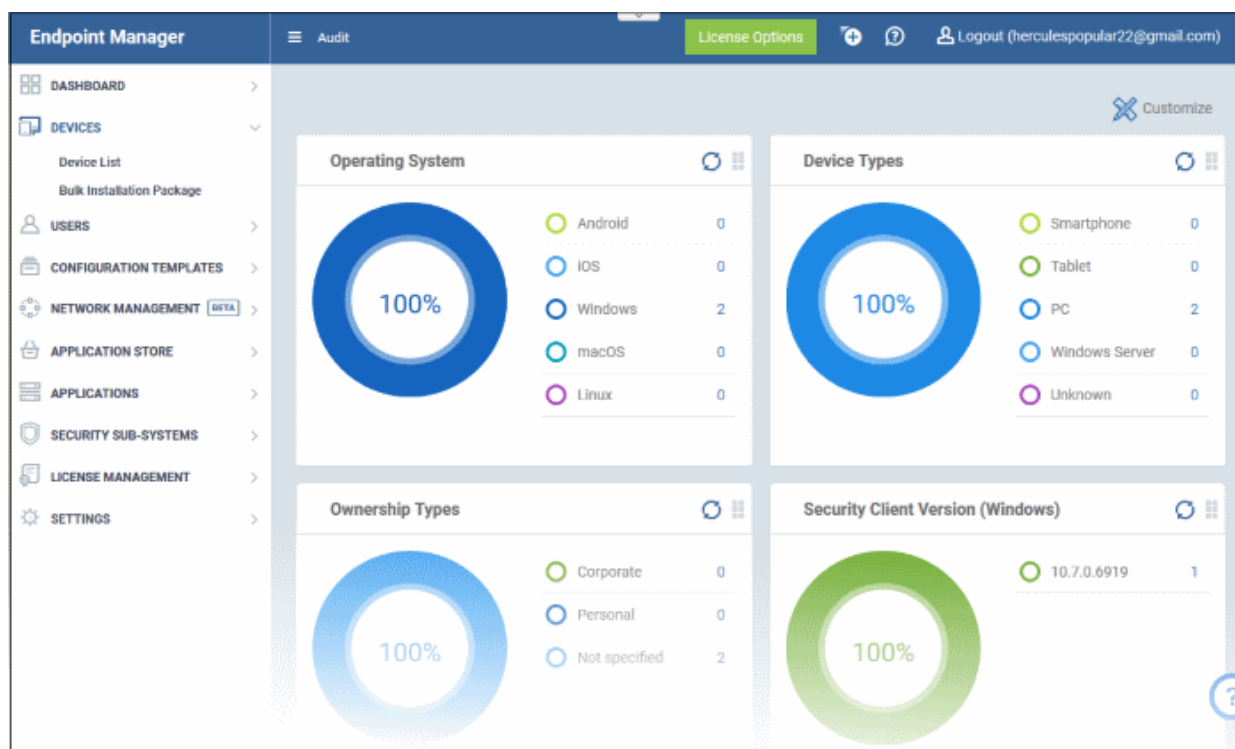 Endpoint Manager
Audit
License Options
Logout (herculespopular22@gmail.com)
DASHBOARD
DEVICES
Device List
Bulk Installation Package
USERS
CONFIGURATION TEMPLATES
NETWORK MANAGEMENT BETA
APPLICATION STORE
APPLICATIONS
SECURITY SUB-SYSTEMS
LICENSE MANAGEMENT
SETTINGS
Customize
Operating System
100%
Android 0
iOS 0
Windows 2
macOS 0
Linux 0
Device Types
100%
Smartphone 0
Tablet 0
PC 2
Windows Server 0
Unknown 0
Ownership Types
100%
Corporate 0
Personal 0
Not specified 2
Security Client Version (Windows)
100%
10.7.0.6919 1
?